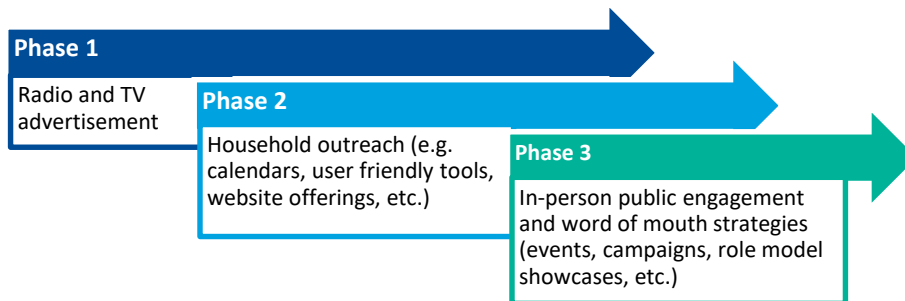 Phase 1
Radio and TV
advertisement
Phase 2
Household outreach (e.g.
calendars, user friendly tools,
website offerings, etc.)
Phase 3
In-person public engagement
and word of mouth strategies
(events, campaigns, role model
showcases, etc.)